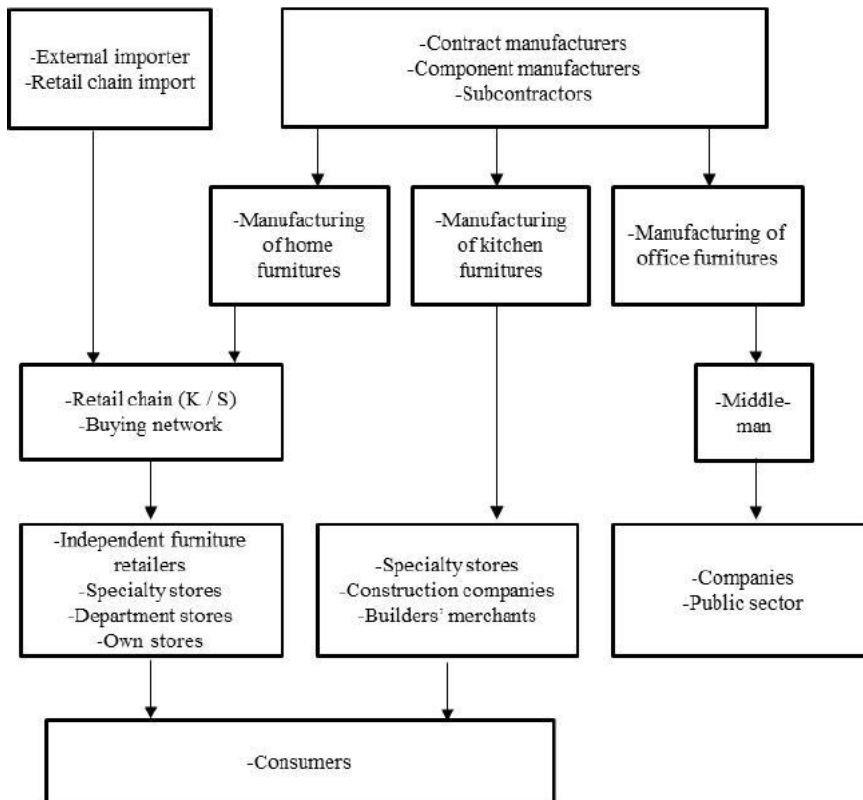 -External importer
-Retail chain import
-Contract manufacturers
-Component manufacturers
-Subcontractors
-Manufacturing
of home
furnitures
-Manufacturing
of kitchen
furnitures
-Manufacturing of
office furnitures
-Retail chain (K / S)
-Buying network
-Middle-
man
-Independent furniture
retailers
-Specialty stores
-Department stores
-Own stores
-Specialty stores
-Construction companies
-Builders’ merchants
-Companies
-Public sector
-Consumers